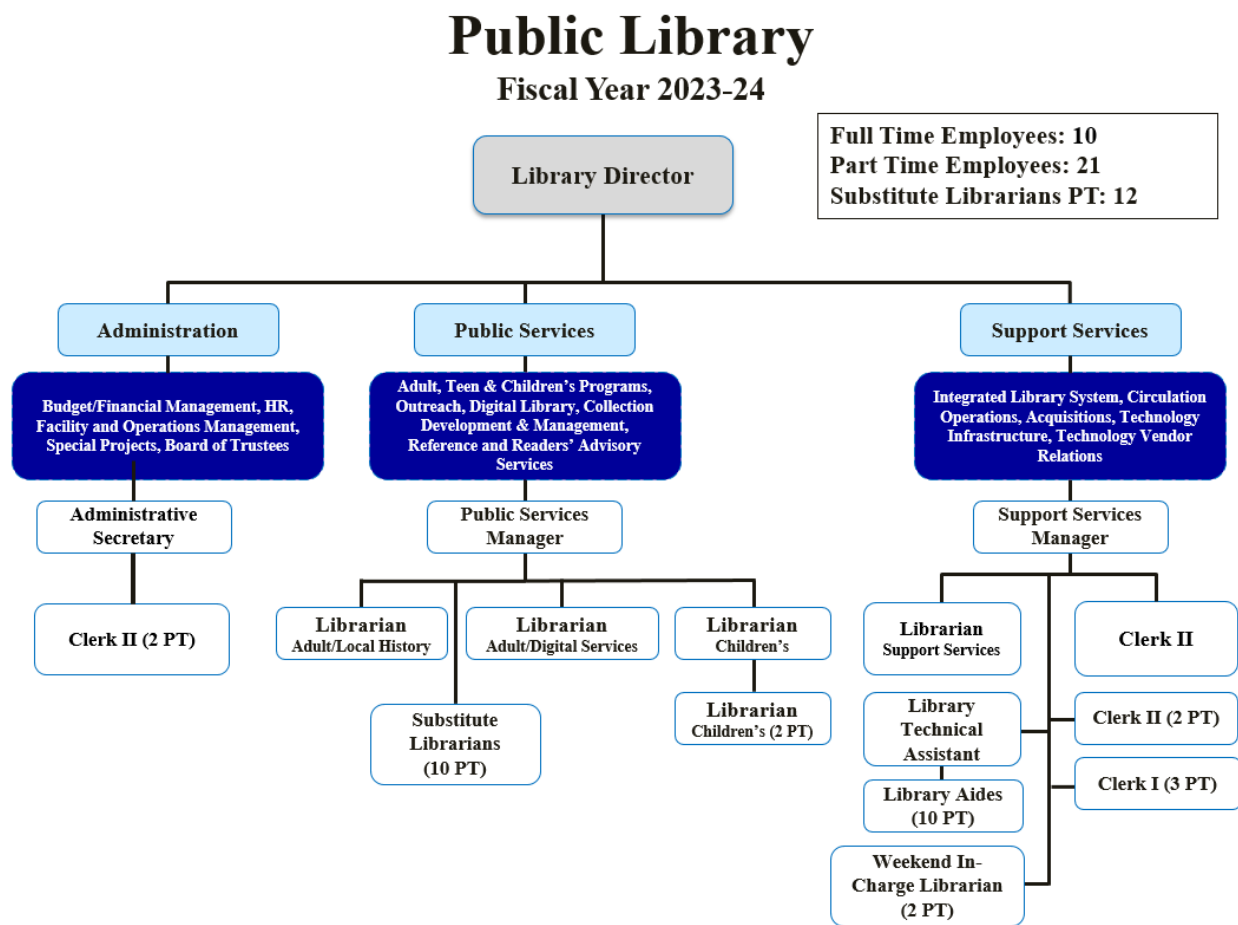 Public Library
Fiscal Year 2023-24
Full Time Employees: 10
Part Time Employees: 21
Substitute Librarians PT: 12
Library Director
Administration
Public Services
Support Services
Budget/Financial Management, HR,
Facility and Operations Management,
Special Projects, Board of Trustees
Adult, Teen & Children's Programs,
Outreach, Digital Library, Collection
Development & Management,
Reference and Readers' Advisory
Services
Integrated Library System, Circulation
Operations, Acquisitions, Technology
Infrastructure, Technology Vendor
Relations
Administrative
Secretary
Public Services
Manager
Support Services
Manager
Clerk II (2 PT)
Librarian
Adult/Local History
Librarian
Adult/Digital Services
Librarian
Children's
Substitute
Librarians
(10 PT)
Librarian
Children's (2 PT)
Librarian
Support Services
Clerk II
Library
Technical
Assistant
Clerk II (2 PT)
Library Aides
(10 PT)
Clerk I (3 PT)
Weekend In-
Charge Librarian
(2 PT)